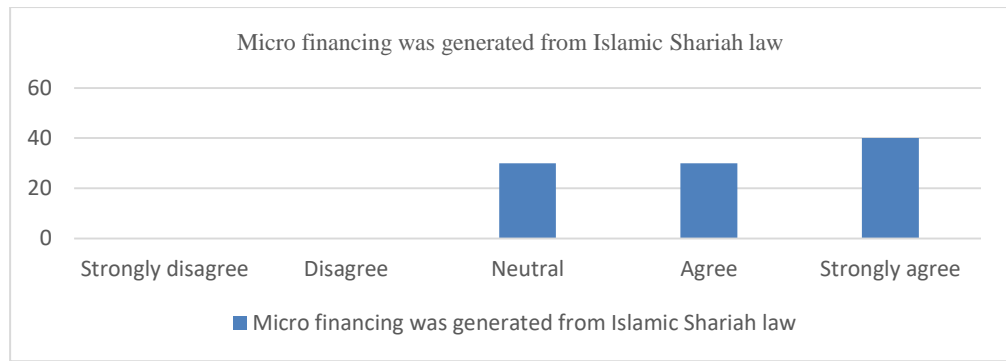 Micro financing was generated from Islamic Shariah law
60
40
20
0
Strongly disagree Disagree Neutral Agree Strongly agree
Micro financing was generated from Islamic Shariah law